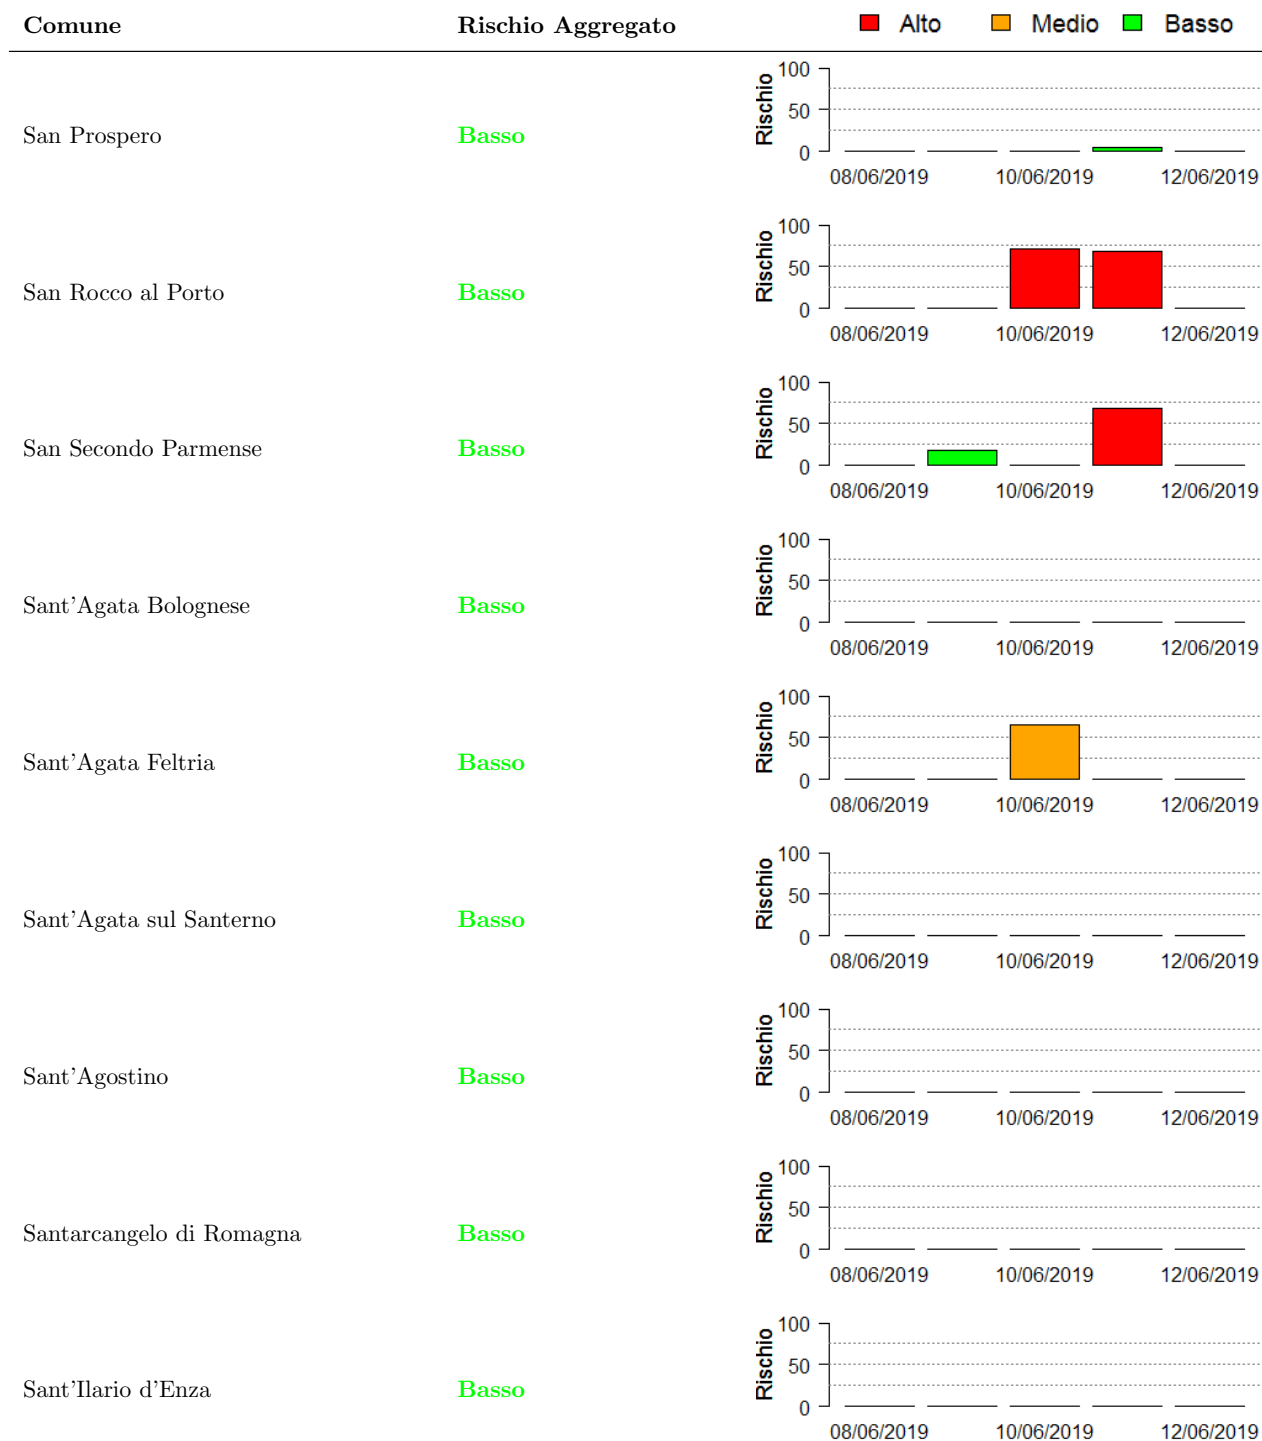 Comune Rischio Aggregato Alto Medio Basso
100
50
0
Rischio
San Prospero Basso
08/06/2019 10/06/2019 12/06/2019
100
50
0
Rischio
San Rocco al Porto Basso
08/06/2019 10/06/2019 12/06/2019
100
50
0
Rischio
San Secondo Parmense Basso
08/06/2019 10/06/2019 12/06/2019
100
50
0
Rischio
Sant'Agata Bolognese Basso
08/06/2019 10/06/2019 12/06/2019
100
50
0
Rischio
Sant'Agata Feltria Basso
08/06/2019 10/06/2019 12/06/2019
100
50
0
Rischio
Sant'Agata sul Santerno Basso
08/06/2019 10/06/2019 12/06/2019
100
50
0
Rischio
Sant'Agostino Basso
08/06/2019 10/06/2019 12/06/2019
100
50
0
Rischio
Santarcangelo di Romagna Basso
08/06/2019 10/06/2019 12/06/2019
100
50
0
Rischio
Sant'Ilario d'Enza Basso
08/06/2019 10/06/2019 12/06/2019